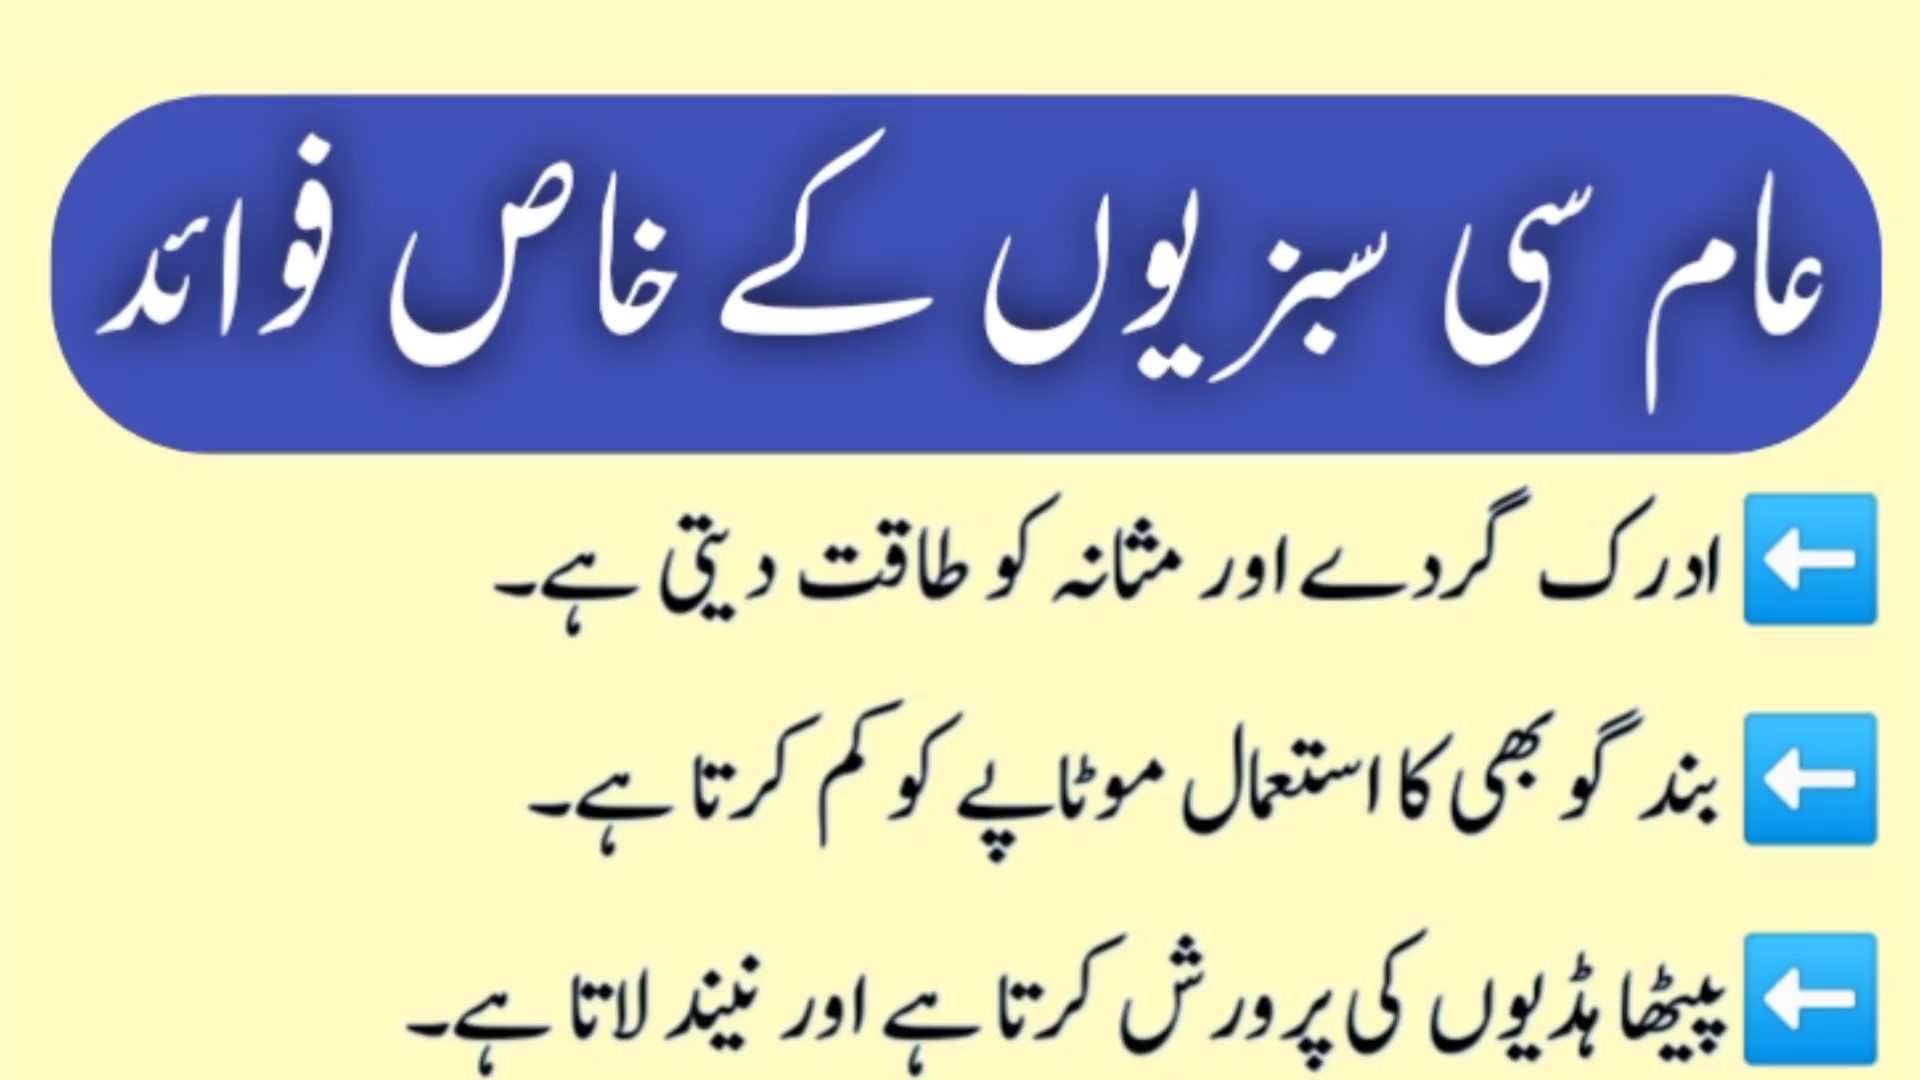 عام سی سبزیوں کے خاص فوائد
ادرک گردے اور مثانہ کو طاقت دیتی ہے۔
بند گوبھی کا استعمال موٹاپے کو کم کرتا ہے۔
پیٹھا ہڈیوں کی پرورش کرتا ہے اور نیند لاتا ہے۔